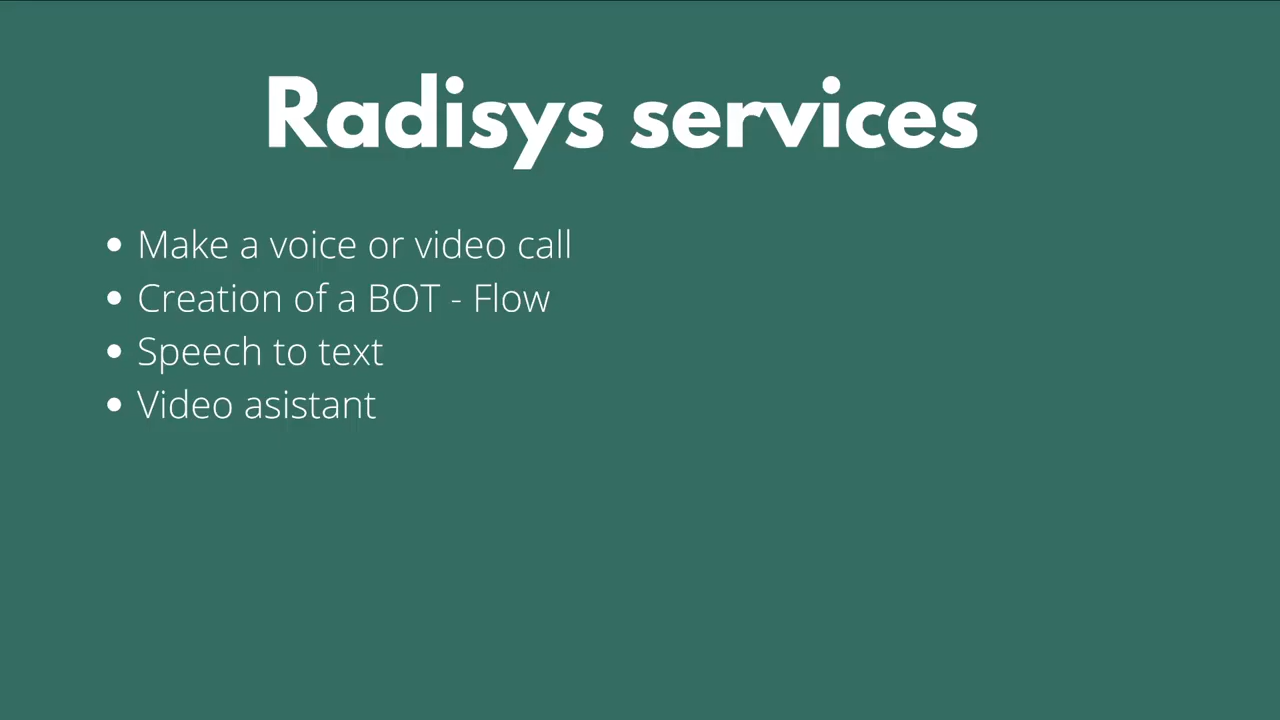 Radisys services
• Make a voice or video call
• Creation of a BOT - Flow
• Speech to text
• Video asistant